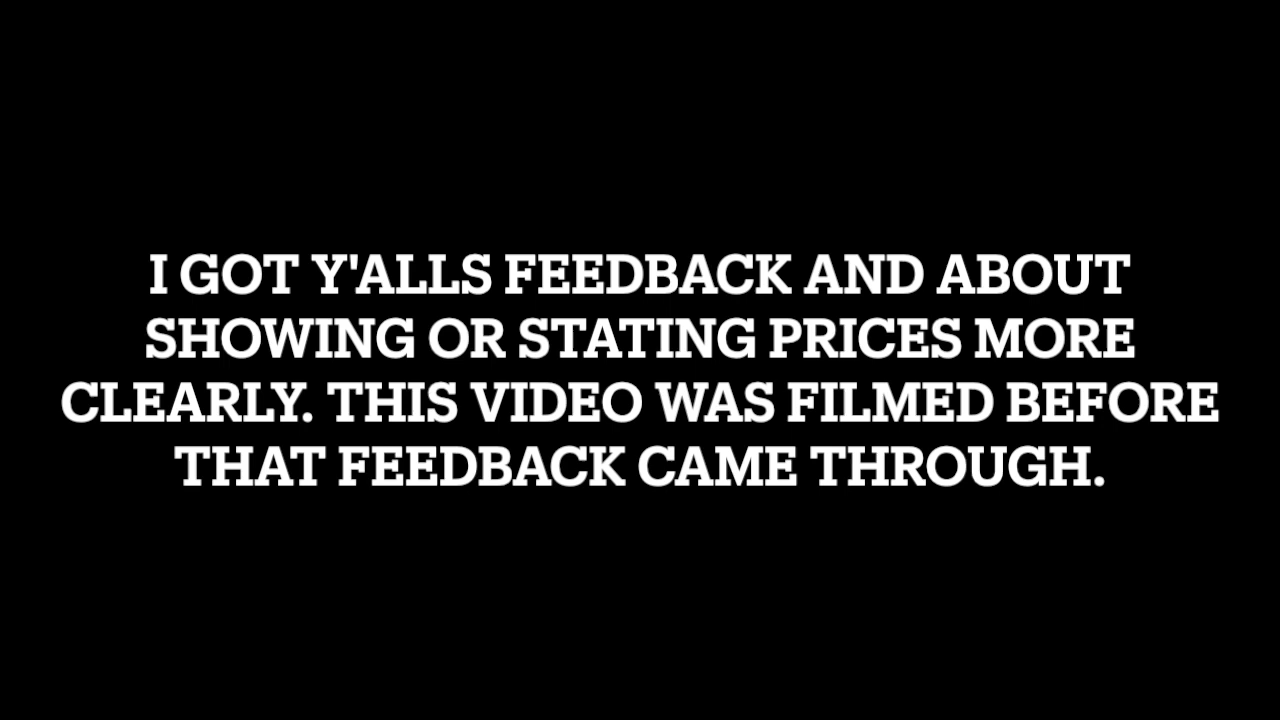 I GOT Y'ALLS FEEDBACK AND ABOUT
SHOWING OR STATING PRICES MORE
CLEARLY. THIS VIDEO WAS FILMED BEFORE
THAT FEEDBACK CAME THROUGH.